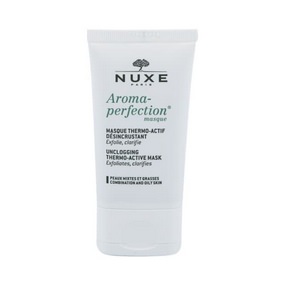 NUXE
PARIS
Aroma-
perfection®
masque
MASQUE THERMO-ACTIF
DÉSINCRUSTANT
Exfolie, clarifie
UNCLOGGING
THERMO-ACTIVE MASK
Exfoliates, clarifies
PEAUX MIXTES ET GRASSES
COMBINATION AND OILY SKIN